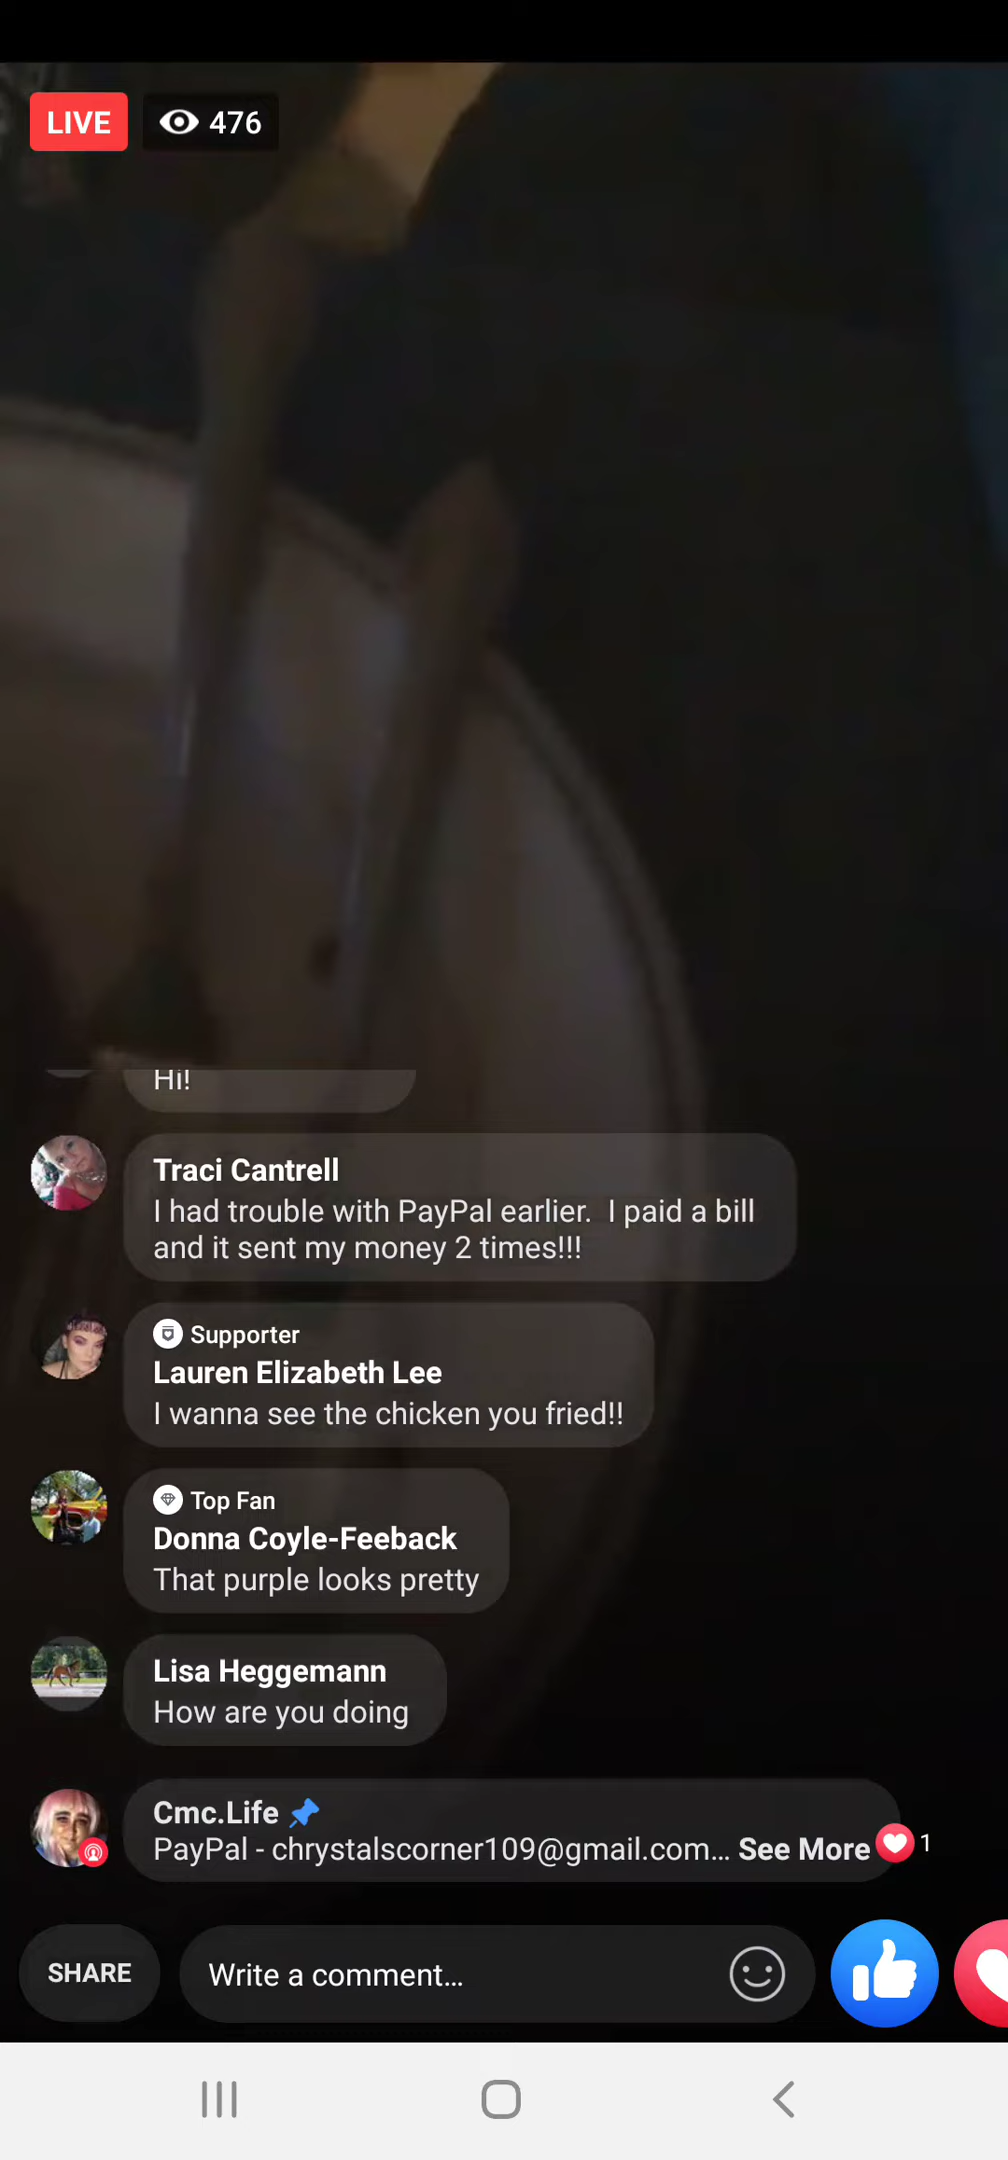 LIVE 476
Hi!
Traci Cantrell
I had trouble with PayPal earlier.  I paid a bill
and it sent my money 2 times!!!
Supporter
Lauren Elizabeth Lee
I wanna see the chicken you fried!!
Top Fan
Donna Coyle-Feeback
That purple looks pretty
Lisa Heggemann
How are you doing
Cmc.Life
PayPal - chrystalscorner109@gmail.com... See More 1
SHARE Write a comment...